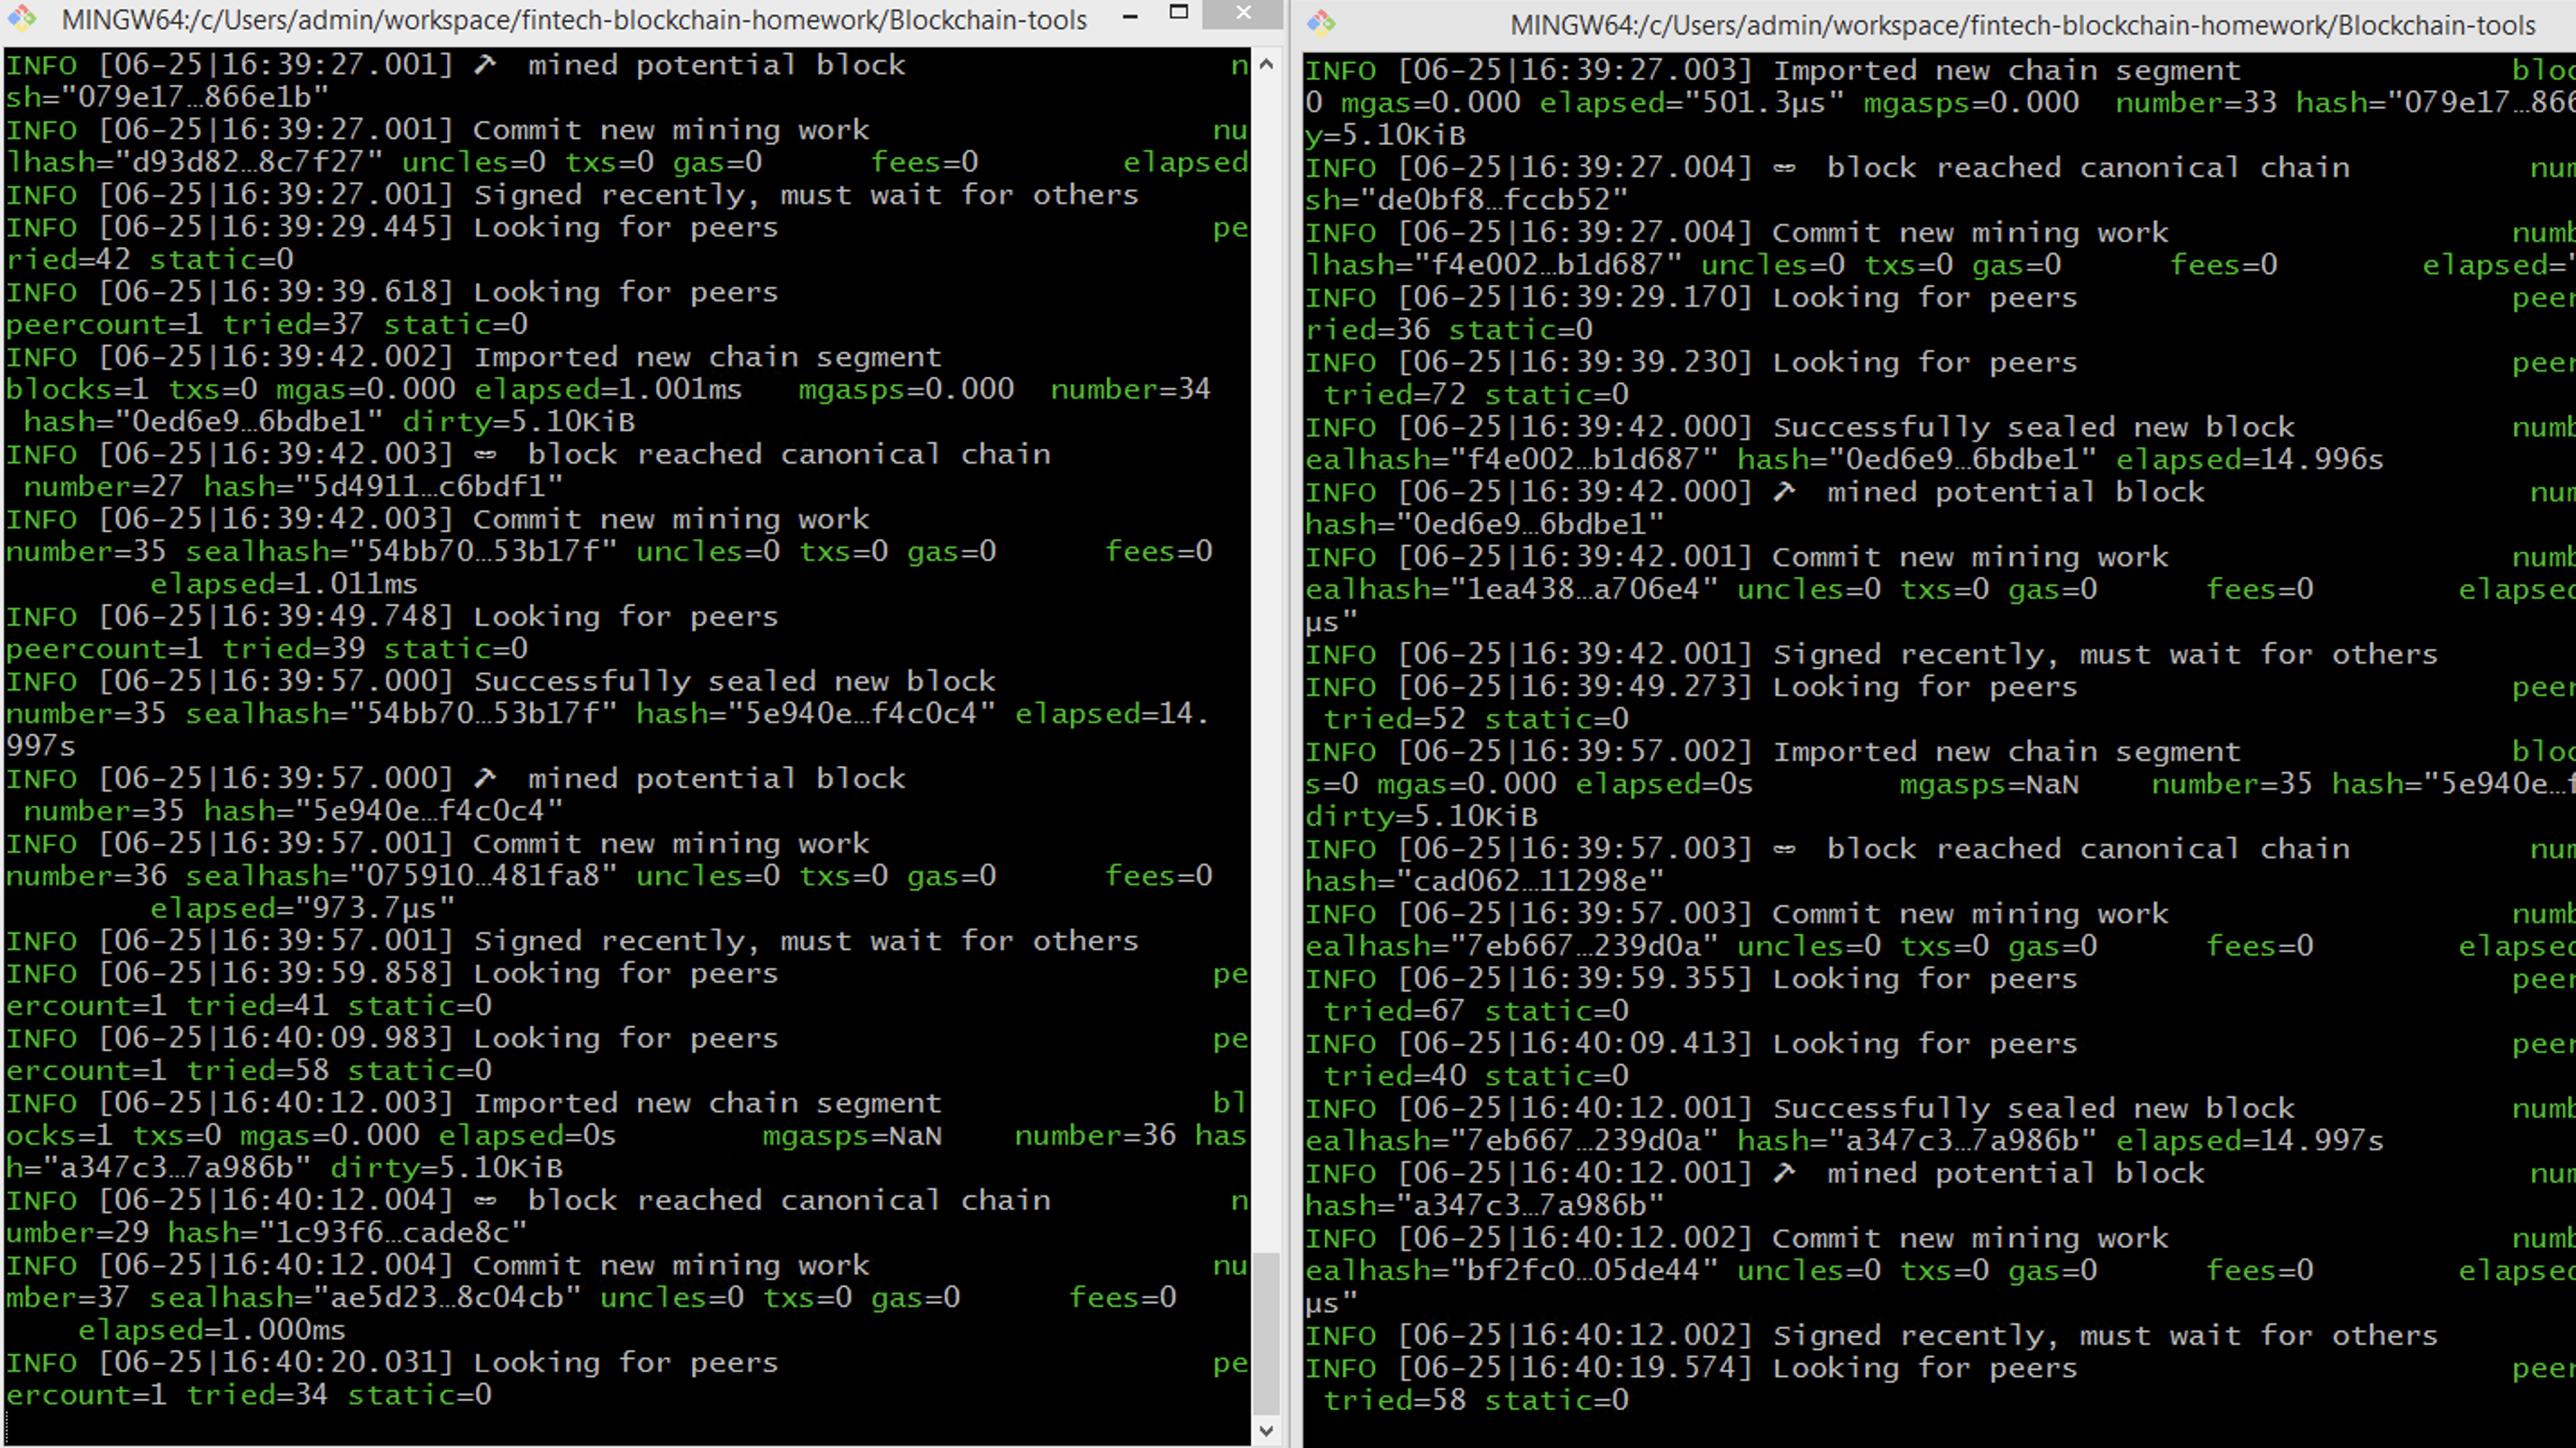 MINGW64:/c/Users/admin/workspace/fintech-blockchain-homework/Blockchain-tools
INFO [06-25|16:39:27.001] 🔨 mined potential block n
sh="079e17…866e1b"
INFO [06-25|16:39:27.001] Commit new mining work nu
lhash="d93d82…8c7f27" uncles=0 txs=0 gas=0 fees=0 elapsed
INFO [06-25|16:39:27.001] Signed recently, must wait for others
INFO [06-25|16:39:29.445] Looking for peers pe
ried=42 static=0
INFO [06-25|16:39:39.618] Looking for peers
peercount=1 tried=37 static=0
INFO [06-25|16:39:42.002] Imported new chain segment
blocks=1 txs=0 mgas=0.000 elapsed=1.001ms mgasps=0.000 number=34
hash="0ed6e9…6bdbe1" dirty=5.10KiB
INFO [06-25|16:39:42.003] 🔗 block reached canonical chain
number=27 hash="5d4911…c6bdf1"
INFO [06-25|16:39:42.003] Commit new mining work
number=35 sealhash="54bb70…53b17f" uncles=0 txs=0 gas=0 fees=0
elapsed=1.011ms
INFO [06-25|16:39:49.748] Looking for peers
peercount=1 tried=39 static=0
INFO [06-25|16:39:57.000] Successfully sealed new block
number=35 sealhash="54bb70…53b17f" hash="5e940e…f4c0c4" elapsed=14.
997s
INFO [06-25|16:39:57.000] 🔨 mined potential block
number=35 hash="5e940e…f4c0c4"
INFO [06-25|16:39:57.001] Commit new mining work
number=36 sealhash="075910…481fa8" uncles=0 txs=0 gas=0 fees=0
elapsed="973.7µs"
INFO [06-25|16:39:57.001] Signed recently, must wait for others
INFO [06-25|16:39:59.858] Looking for peers pe
ercount=1 tried=41 static=0
INFO [06-25|16:40:09.983] Looking for peers pe
ercount=1 tried=58 static=0
INFO [06-25|16:40:12.003] Imported new chain segment bl
ocks=1 txs=0 mgas=0.000 elapsed=0s mgasps=NaN number=36 has
h="a347c3…7a986b" dirty=5.10KiB
INFO [06-25|16:40:12.004] 🔗 block reached canonical chain n
umber=29 hash="1c93f6…cade8c"
INFO [06-25|16:40:12.004] Commit new mining work nu
mber=37 sealhash="ae5d23…8c04cb" uncles=0 txs=0 gas=0 fees=0
elapsed=1.000ms
INFO [06-25|16:40:20.031] Looking for peers pe
ercount=1 tried=34 static=0
MINGW64:/c/Users/admin/workspace/fintech-blockchain-homework/Blockchain-tools
INFO [06-25|16:39:27.003] Imported new chain segment bloc
0 mgas=0.000 elapsed="501.3µs" mgasps=0.000 number=33 hash="079e17…866
y=5.10KiB
INFO [06-25|16:39:27.004] 🔗 block reached canonical chain num
sh="de0bf8…fccb52"
INFO [06-25|16:39:27.004] Commit new mining work numb
lhash="f4e002…b1d687" uncles=0 txs=0 gas=0 fees=0 elapsed="
INFO [06-25|16:39:29.170] Looking for peers peer
ried=36 static=0
INFO [06-25|16:39:39.230] Looking for peers peer
tried=72 static=0
INFO [06-25|16:39:42.000] Successfully sealed new block numb
ealhash="f4e002…b1d687" hash="0ed6e9…6bdbe1" elapsed=14.996s
INFO [06-25|16:39:42.000] 🔨 mined potential block num
hash="0ed6e9…6bdbe1"
INFO [06-25|16:39:42.001] Commit new mining work numb
ealhash="1ea438…a706e4" uncles=0 txs=0 gas=0 fees=0 elapsed
µs"
INFO [06-25|16:39:42.001] Signed recently, must wait for others
INFO [06-25|16:39:49.273] Looking for peers peer
tried=52 static=0
INFO [06-25|16:39:57.002] Imported new chain segment bloc
s=0 mgas=0.000 elapsed=0s mgasps=NaN number=35 hash="5e940e…f
dirty=5.10KiB
INFO [06-25|16:39:57.003] 🔗 block reached canonical chain num
hash="cad062…11298e"
INFO [06-25|16:39:57.003] Commit new mining work numb
ealhash="7eb667…239d0a" uncles=0 txs=0 gas=0 fees=0 elapsed
INFO [06-25|16:39:59.355] Looking for peers peer
tried=67 static=0
INFO [06-25|16:40:09.413] Looking for peers peer
tried=40 static=0
INFO [06-25|16:40:12.001] Successfully sealed new block numb
ealhash="7eb667…239d0a" hash="a347c3…7a986b" elapsed=14.997s
INFO [06-25|16:40:12.001] 🔨 mined potential block num
hash="a347c3…7a986b"
INFO [06-25|16:40:12.002] Commit new mining work numb
ealhash="bf2fc0…05de44" uncles=0 txs=0 gas=0 fees=0 elapsed
µs"
INFO [06-25|16:40:12.002] Signed recently, must wait for others
INFO [06-25|16:40:19.574] Looking for peers peer
tried=58 static=0